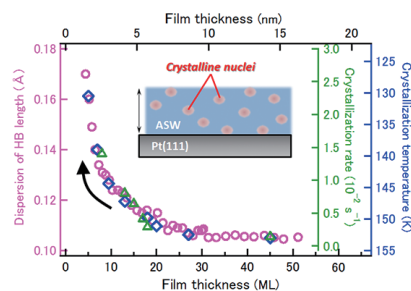 Film thickness (nm)
0 5 10 15
0.18
0.16
0.14
0.12
0.10
Dispersion of HB length (Å)
Crystalline nuclei
ASW
Pt(111)
3.0
2.5
2.0
1.5
1.0
0.5
0.0
Crystallization rate (10⁻² s⁻¹)
125
130
135
140
145
150
155
Crystallization temperature (K)
0 10 20 30 40 50 60
Film thickness (ML)